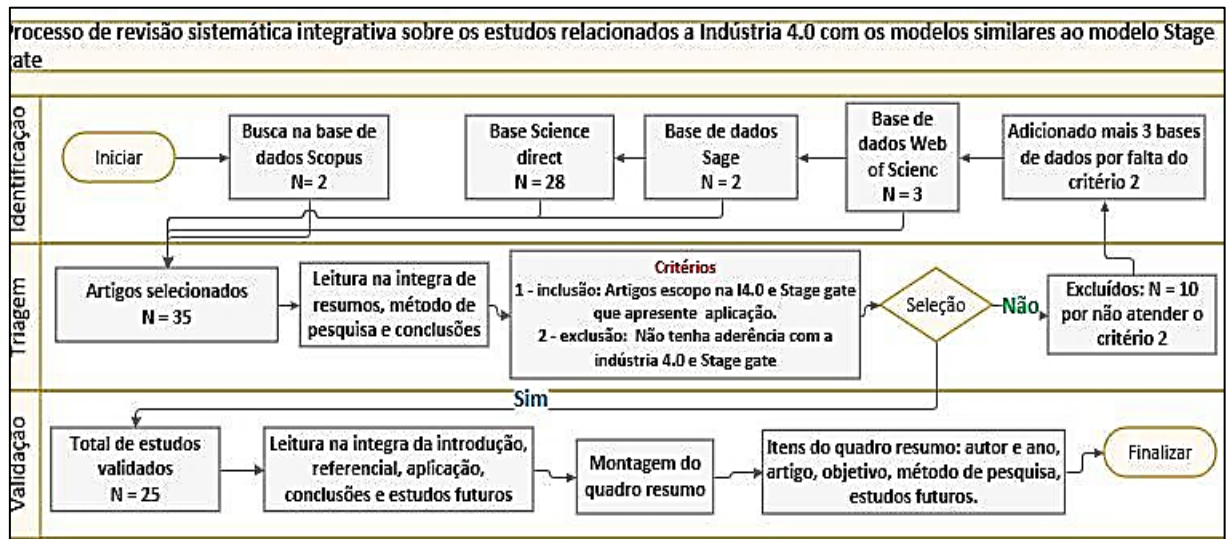 Processo de revisão sistemática integrativa sobre os estudos relacionados a Indústria 4.0 com os modelos similares ao modelo Stage
gate
Identificação
Iniciar
Busca na base de
dados Scopus
N= 2
Base Science
direct
N = 28
Base de dados
Sage
N = 2
Base de
dados Web
of Scienc
N = 3
Adicionado mais 3 bases
de dados por falta do
critério 2
Triagem
Artigos selecionados
N = 35
Leitura na integra de
resumos, método de
pesquisa e conclusões
Critérios
1 - inclusão: Artigos escopo na I4.0 e Stage gate
que apresente aplicação.
2 - exclusão: Não tenha aderência com a
indústria 4.0 e Stage gate
Seleção
Não
Excluídos: N = 10
por não atender o
critério 2
Sim
Validação
Total de estudos
validados
N = 25
Leitura na integra da introdução,
referencial, aplicação,
conclusões e estudos futuros
Montagem do
quadro resumo
Itens do quadro resumo: autor e ano,
artigo, objetivo, método de pesquisa,
estudos futuros.
Finalizar